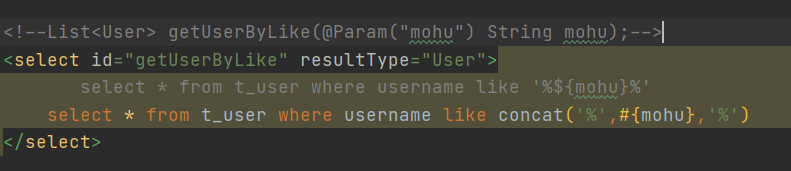 <!--List<User> getUserByLike(@Param("mohu") String mohu);-->
<select id="getUserByLike" resultType="User">
select * from t_user where username like '%${mohu}%'
select * from t_user where username like concat('%',#{mohu},'%')
</select>